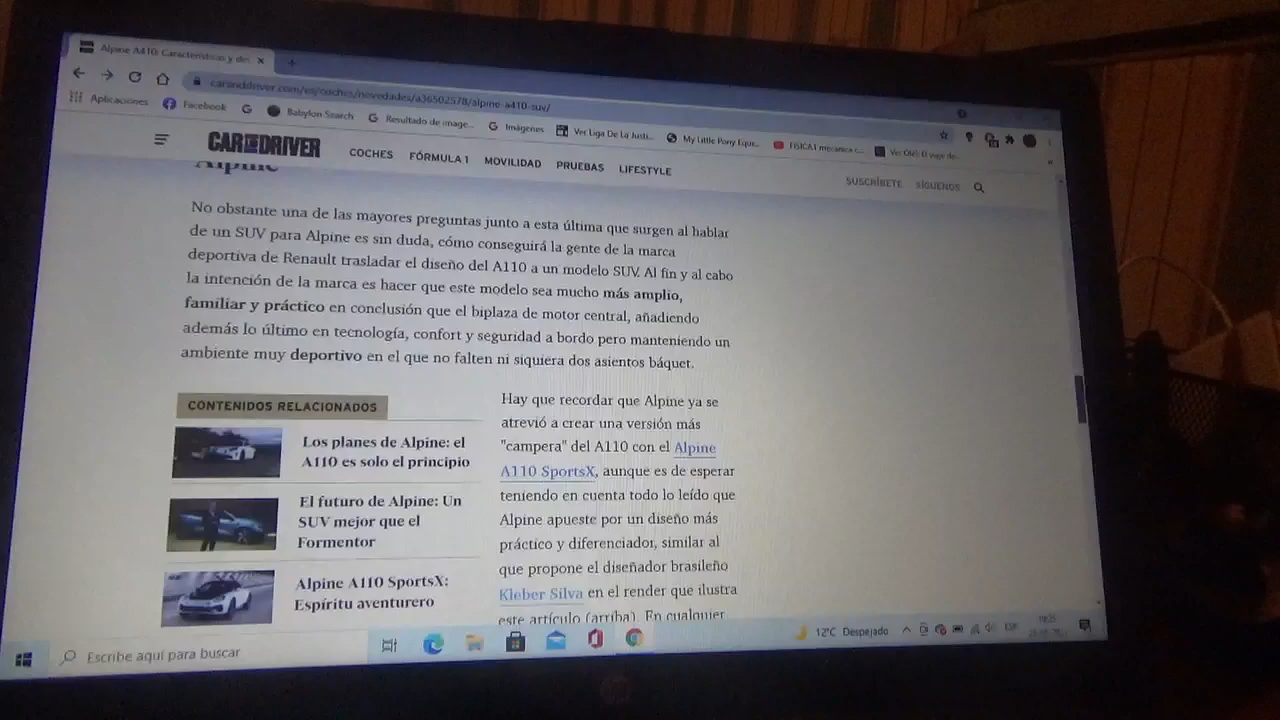 Alpine A410: Características y de
caranddriver.com/es/coches/novedades/a36502578/alpine-a410-suv/
Aplicaciones Facebook Babylon Search Resultado de image... Imágenes Ver Liga De La Justi... My Little Pony Eque... FISICA I mecanica c... Ver Olé! El viaje de...
CAR AND DRIVER COCHES FÓRMULA 1 MOVILIDAD PRUEBAS LIFESTYLE SUSCRÍBETE SÍGUENOS
Alpine
No obstante una de las mayores preguntas junto a esta última que surgen al hablar
de un SUV para Alpine es sin duda, cómo conseguirá la gente de la marca
deportiva de Renault trasladar el diseño del A110 a un modelo SUV. Al fin y al cabo
la intención de la marca es hacer que este modelo sea mucho más amplio,
familiar y práctico en conclusión que el biplaza de motor central, añadiendo
además lo último en tecnología, confort y seguridad a bordo pero manteniendo un
ambiente muy deportivo en el que no falten ni siquiera dos asientos báquet.
CONTENIDOS RELACIONADOS
Los planes de Alpine: el
A110 es solo el principio
El futuro de Alpine: Un
SUV mejor que el
Formentor
Alpine A110 SportsX:
Espíritu aventurero
Hay que recordar que Alpine ya se
atrevió a crear una versión más
"campera" del A110 con el Alpine
A110 SportsX, aunque es de esperar
teniendo en cuenta todo lo leído que
Alpine apueste por un diseño más
práctico y diferenciador, similar al
que propone el diseñador brasileño
Kleber Silva en el render que ilustra
este artículo (arriba). En cualquier
Escribe aquí para buscar
12°C Despejado ESP
hp